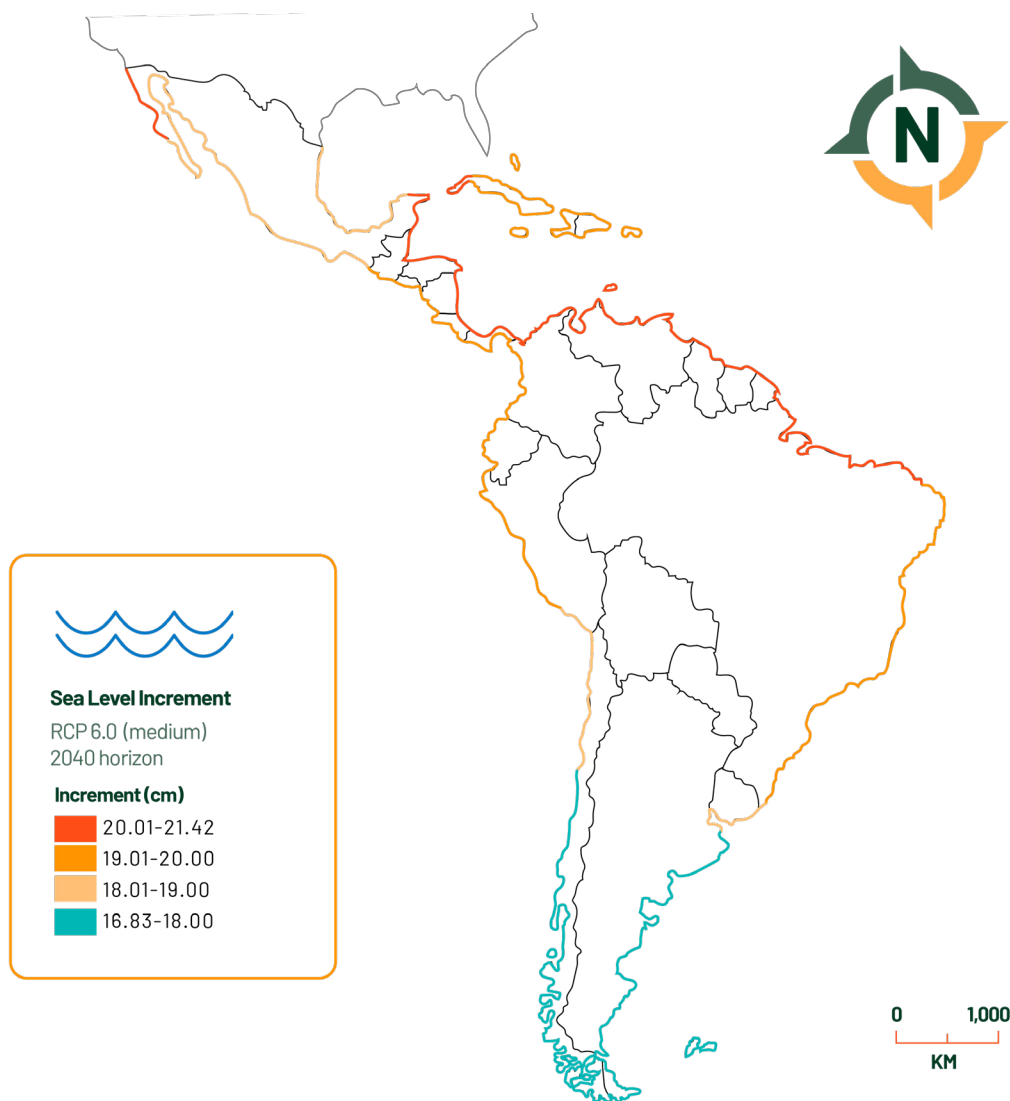 N
Sea Level Increment
RCP 6.0 (medium)
2040 horizon
Increment (cm)
20.01-21.42
19.01-20.00
18.01-19.00
16.83-18.00
0 1,000
KM